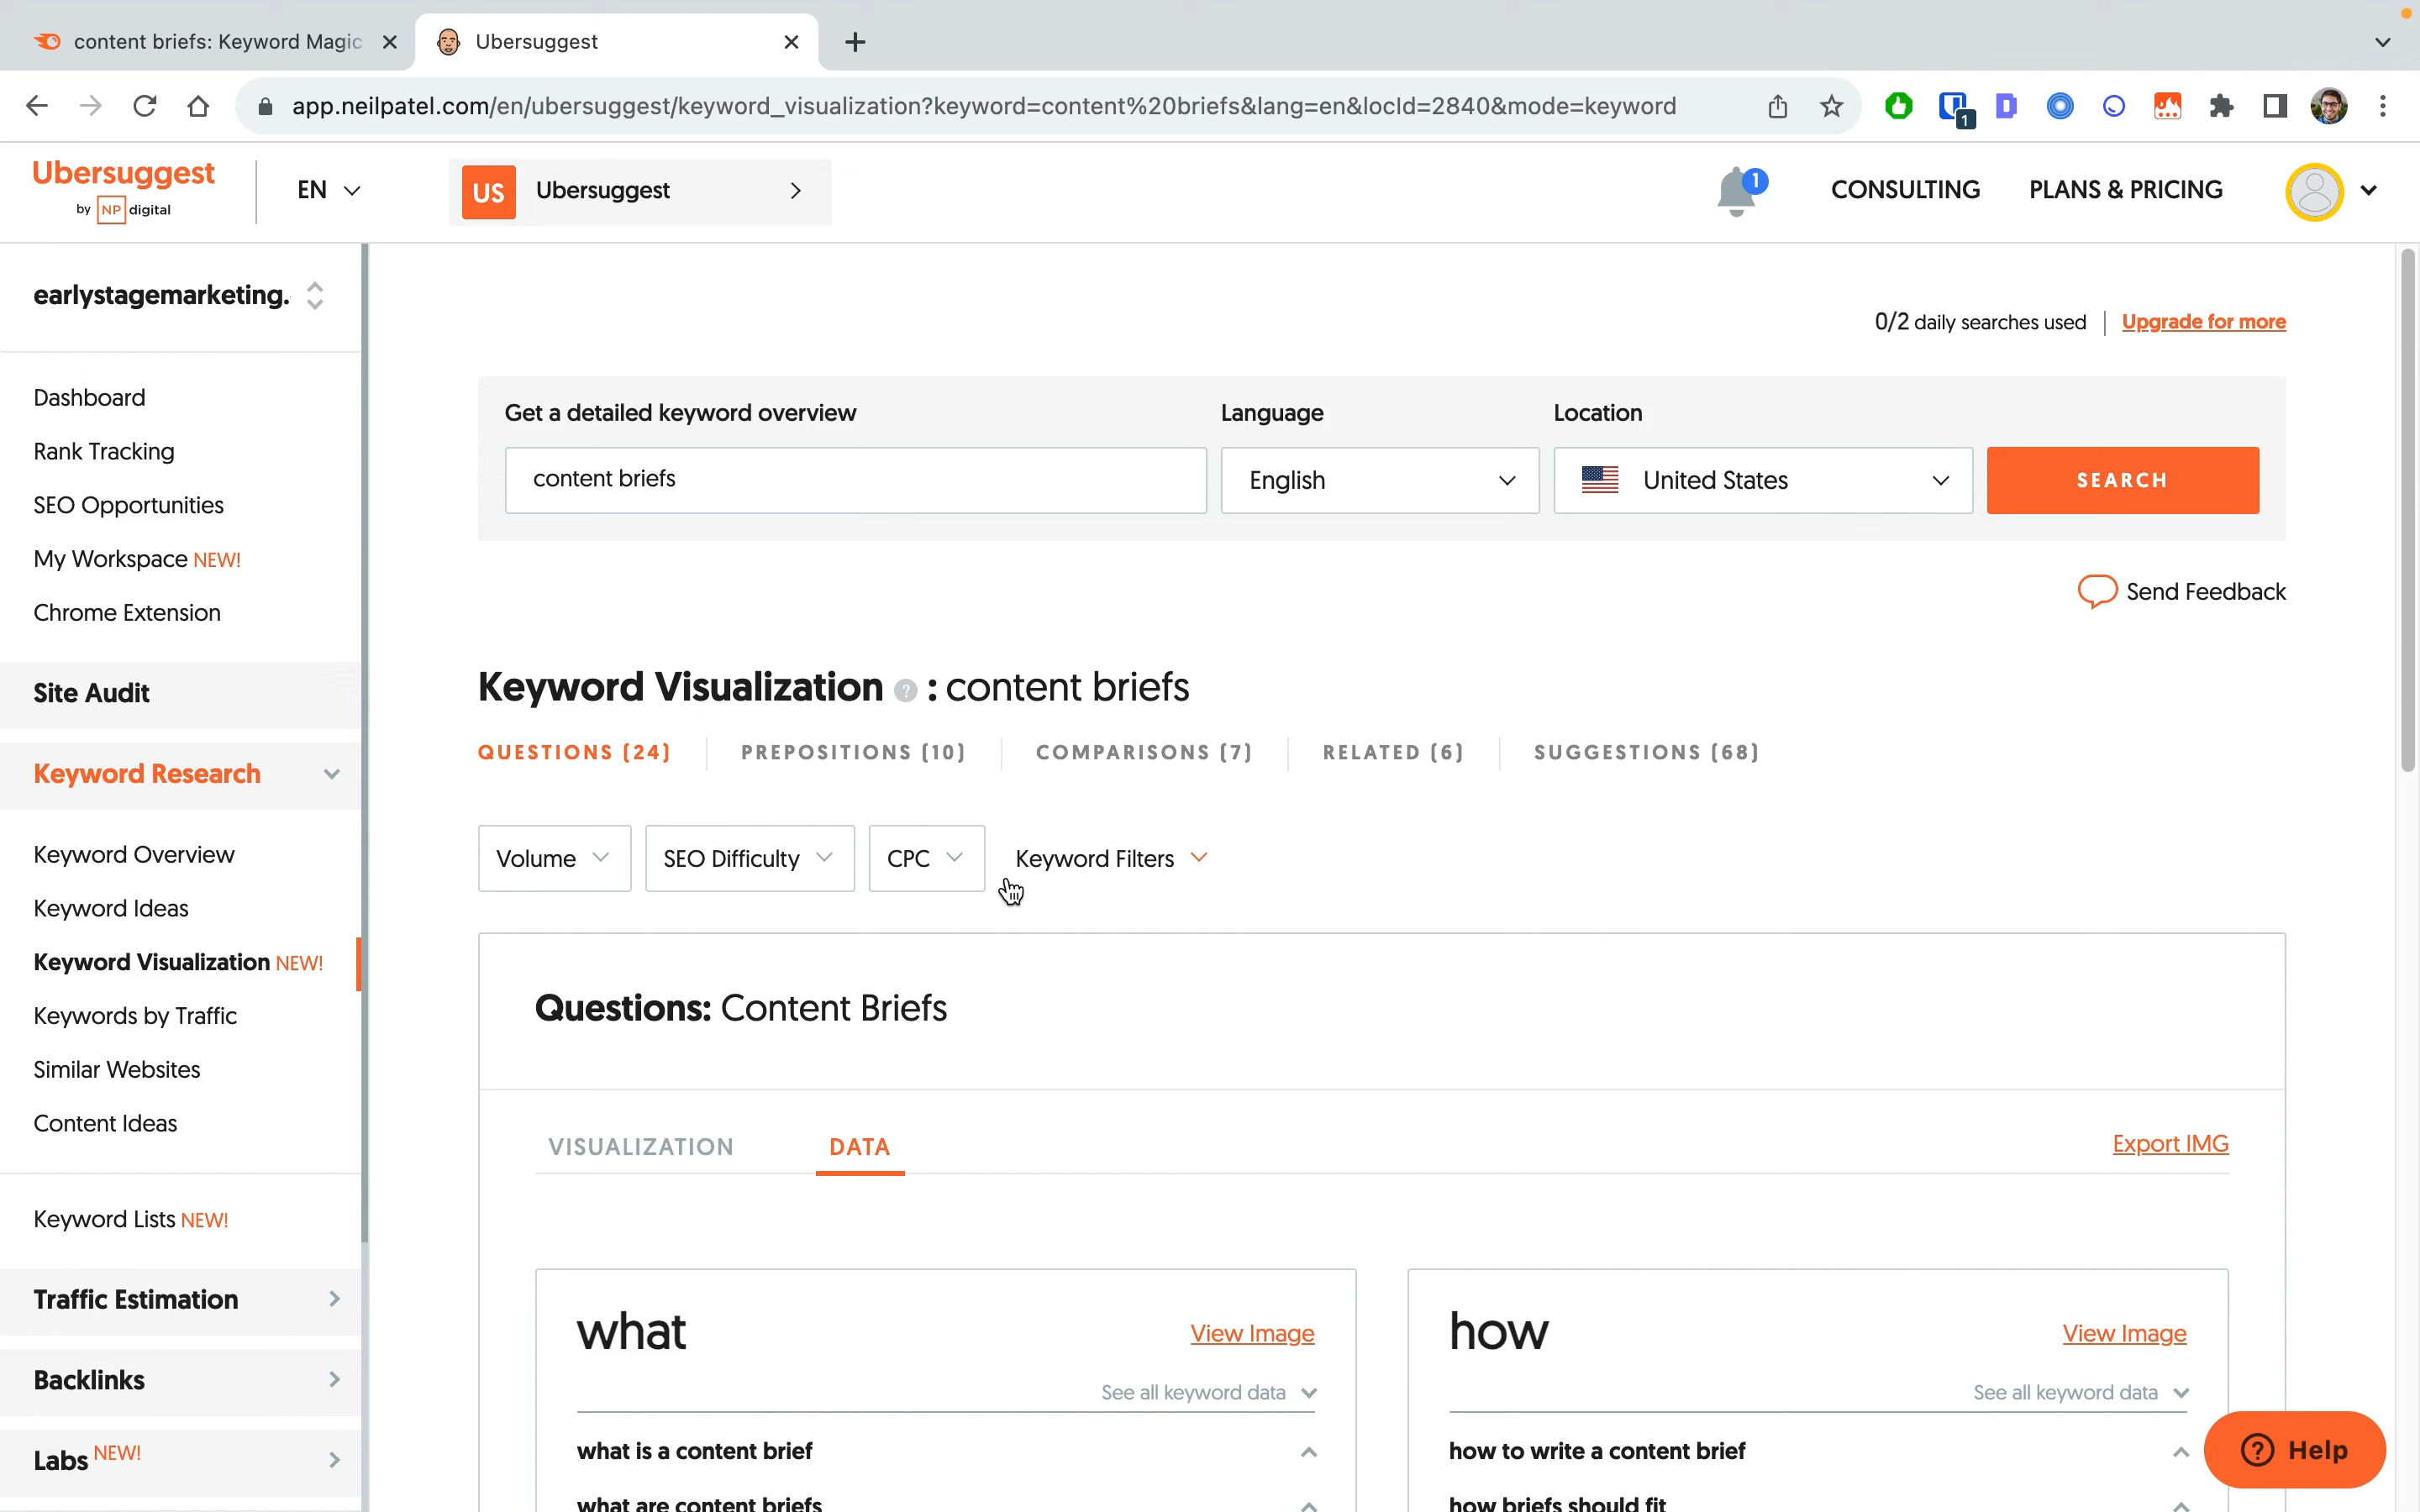 content briefs: Keyword Magic
Ubersuggest
app.neilpatel.com/en/ubersuggest/keyword_visualization?keyword=content%20briefs&lang=en&locId=2840&mode=keyword
1
Ubersuggest
by NP digital
EN
US Ubersuggest
1
CONSULTING
PLANS & PRICING
earlystagemarketing.
Dashboard
Rank Tracking
SEO Opportunities
My Workspace NEW!
Chrome Extension
Site Audit
Keyword Research
Keyword Overview
Keyword Ideas
Keyword Visualization NEW!
Keywords by Traffic
Similar Websites
Content Ideas
Keyword Lists NEW!
Traffic Estimation
Backlinks
Labs NEW!
0/2 daily searches used
Upgrade for more
Get a detailed keyword overview
Language
Location
content briefs
English
United States
SEARCH
Send Feedback
Keyword Visualization ? : content briefs
QUESTIONS (24)
PREPOSITIONS (10)
COMPARISONS (7)
RELATED (6)
SUGGESTIONS (68)
Volume
SEO Difficulty
CPC
Keyword Filters
Questions: Content Briefs
VISUALIZATION
DATA
Export IMG
what
View Image
See all keyword data
what is a content brief
what are content briefs
how
View Image
See all keyword data
how to write a content brief
how briefs should fit
? Help